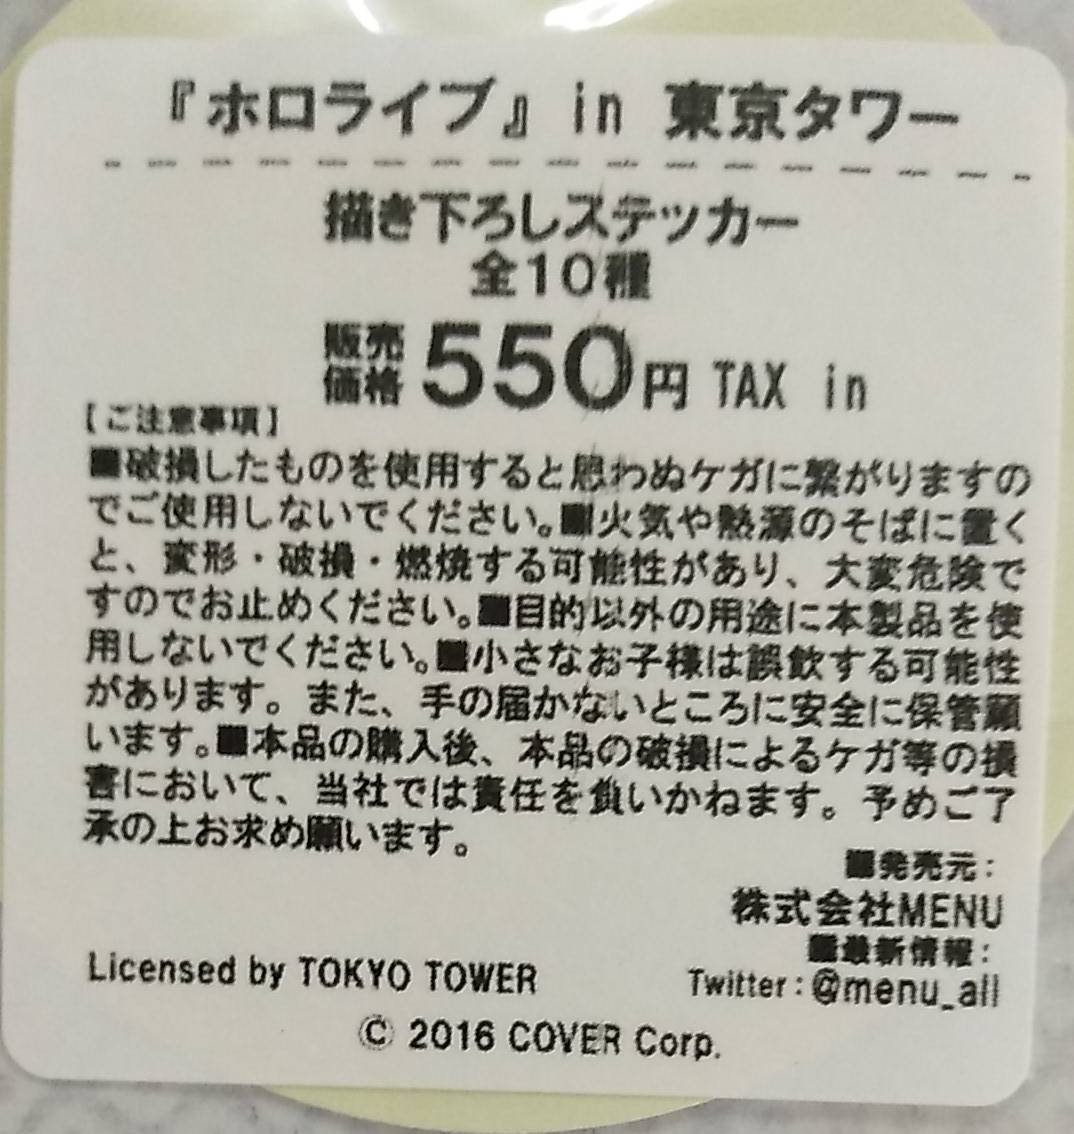 『ホロライブ』in 東京タワー
描き下ろしステッカー
全10種
販売価格 550円 TAX in
【ご注意事項】
■破損したものを使用すると思わぬケガに繋がりますの
でご使用しないでください。■火気や熱源のそばに置く
と、変形・破損・燃焼する可能性があり、大変危険で
すのでお止めください。■目的以外の用途に本製品を使
用しないでください。■小さなお子様は誤飲する可能性
があります。また、手の届かないところに安全に保管願
います。■本品の購入後、本品の破損によるケガ等の損
害において、当社では責任を負いかねます。予めご了
承の上お求め願います。
■発売元:
株式会社MENU
■最新情報:
Twitter:@menu_all
Licensed by TOKYO TOWER
© 2016 COVER Corp.